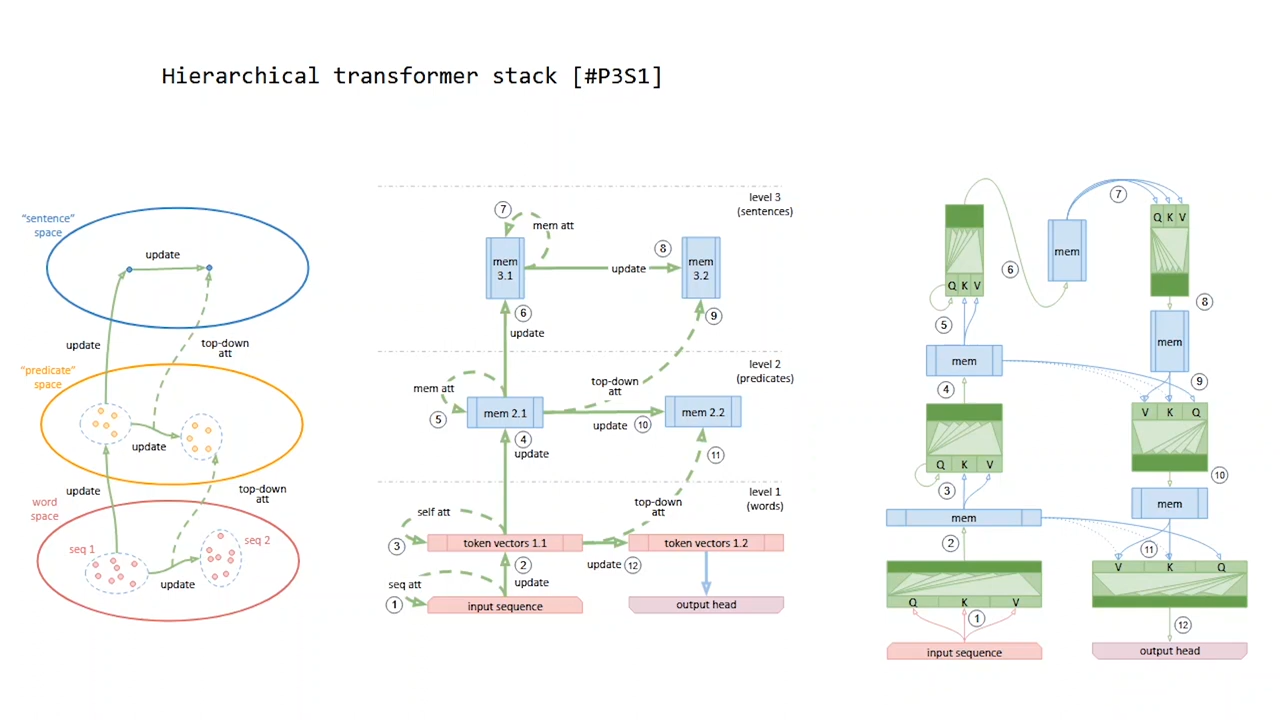 Hierarchical transformer stack [#P3S1]
“sentence”
space
update
update
top-down
att
“predicate”
space
update
update
top-down
att
word
space
seq 1
seq 2
update
level 3
(sentences)
7
mem att
mem
3.1
update
8
mem
3.2
6
update
9
level 2
(predicates)
mem att
top-down
att
5
mem 2.1
update
10
mem 2.2
4
update
11
level 1
(words)
top-down
att
self att
3
token vectors 1.1
update
12
token vectors 1.2
2
update
seq att
1
input sequence
output head
7
Q K V
mem
6
Q K V
5
8
mem
mem
4
9
V K Q
Q K V
3
10
mem
mem
2
11
V K Q
Q K V
1
12
input sequence
output head